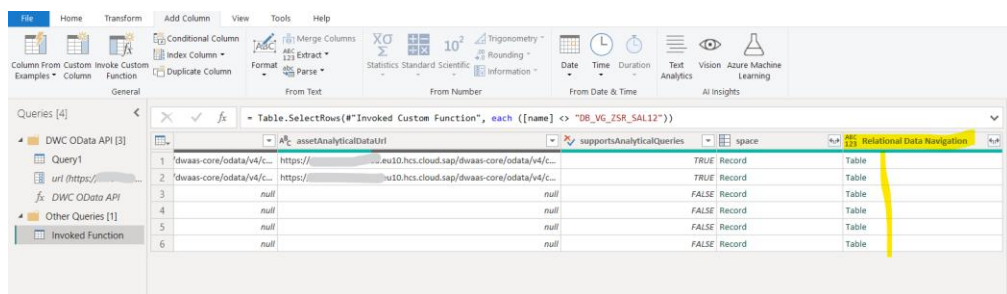 File Home Transform Add Column View Tools Help
Conditional Column Merge Columns Trigonometry
Index Column Extract Rounding
Duplicate Column Parse Information
Column From Examples Custom Column Invoke Custom Function Format Statistics Standard Scientific Date Time Duration Text Analytics Vision Azure Machine Learning
General From Text From Number From Date & Time AI Insights
Queries [4] = Table.SelectRows(#"Invoked Custom Function", each ([name] <> "DB_VG_ZSR_SAL12"))
DWC OData API [3] assetAnalyticalDataUrl supportsAnalyticalQueries space Relational Data Navigation
Query1 1 'dwaas-core/odata/v4/c... https:// eu10.hcs.cloud.sap/dwaas-core/odata/v4/c... TRUE Record Table
url (https:/ 2 'dwaas-core/odata/v4/c... https:/ eu10.hcs.cloud.sap/dwaas-core/odata/v4/c... TRUE Record Table
fx DWC OData API 3 null null FALSE Record Table
Other Queries [1] 4 null null FALSE Record Table
Invoked Function 5 null null FALSE Record Table
6 null null FALSE Record Table